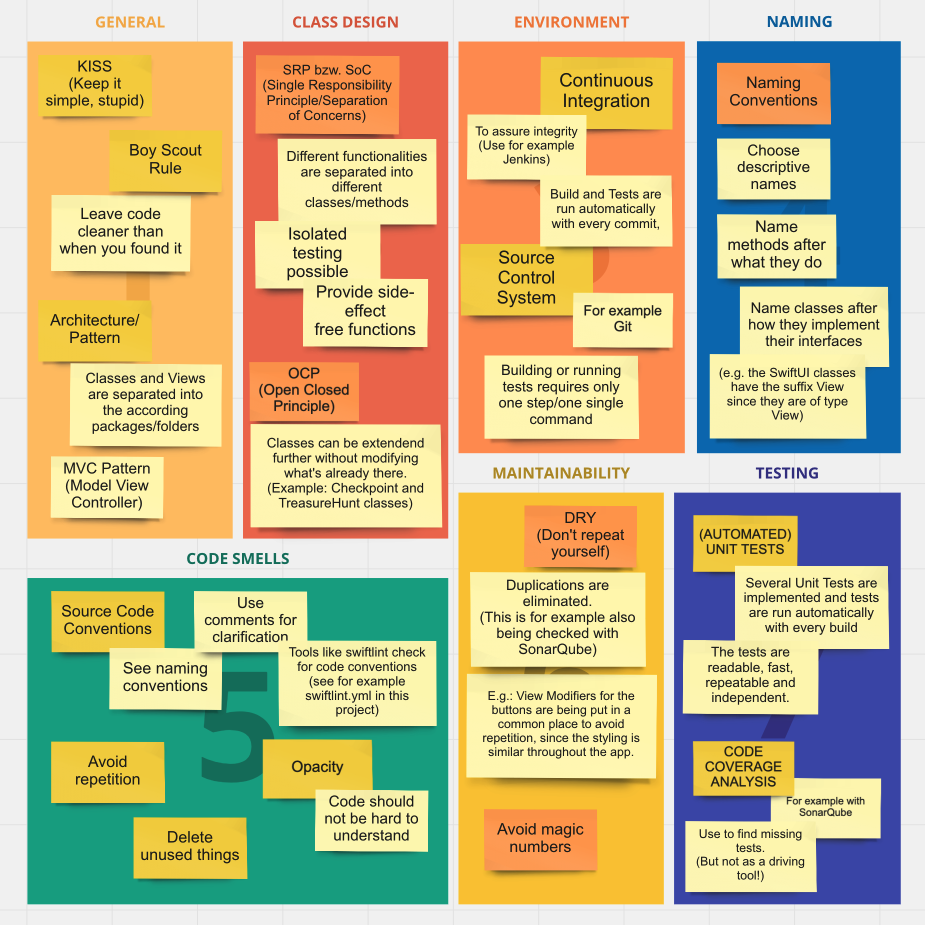 GENERAL
KISS
(Keep it
simple, stupid)
Boy Scout
Rule
Leave code
cleaner than
when you found it
Architecture/
Pattern
Classes and Views
are separated into
the according
packages/folders
MVC Pattern
(Model View
Controller)
CLASS DESIGN
SRP bzw. SoC
(Single Responsibility
Principle/Separation
of Concerns)
Different functionalities
are separated into
different
classes/methods
Isolated
testing
possible
Provide side-
effect
free functions
OCP
(Open Closed
Principle)
Classes can be extendend
further without modifying
what's already there.
(Example: Checkpoint and
TreasureHunt classes)
ENVIRONMENT
Continuous
Integration
To assure integrity
(Use for example
Jenkins)
Build and Tests are
run automatically
with every commit,
Source
Control
System
For example
Git
Building or running
tests requires only
one step/one single
command
NAMING
Naming
Conventions
Choose
descriptive
names
Name
methods after
what they do
Name classes after
how they implement
their interfaces
(e.g. the SwiftUI classes
have the suffix View
since they are of type
View)
CODE SMELLS
5
Source Code
Conventions
Use
comments for
clarification
See naming
conventions
Tools like swiftlint check
for code conventions
(see for example
swiftlint.yml in this
project)
Avoid
repetition
Opacity
Code should
not be hard to
understand
Delete
unused things
MAINTAINABILITY
DRY
(Don't repeat
yourself)
Duplications are
eliminated.
(This is for example also
being checked with
SonarQube)
E.g.: View Modifiers for the
buttons are being put in a
common place to avoid
repetition, since the styling is
similar throughout the app.
Avoid magic
numbers
TESTING
(AUTOMATED)
UNIT TESTS
Several Unit Tests are
implemented and tests
are run automatically
with every build
The tests are
readable, fast,
repeatable and
independent.
CODE
COVERAGE
ANALYSIS
For example with
SonarQube
Use to find missing
tests.
(But not as a driving
tool!)